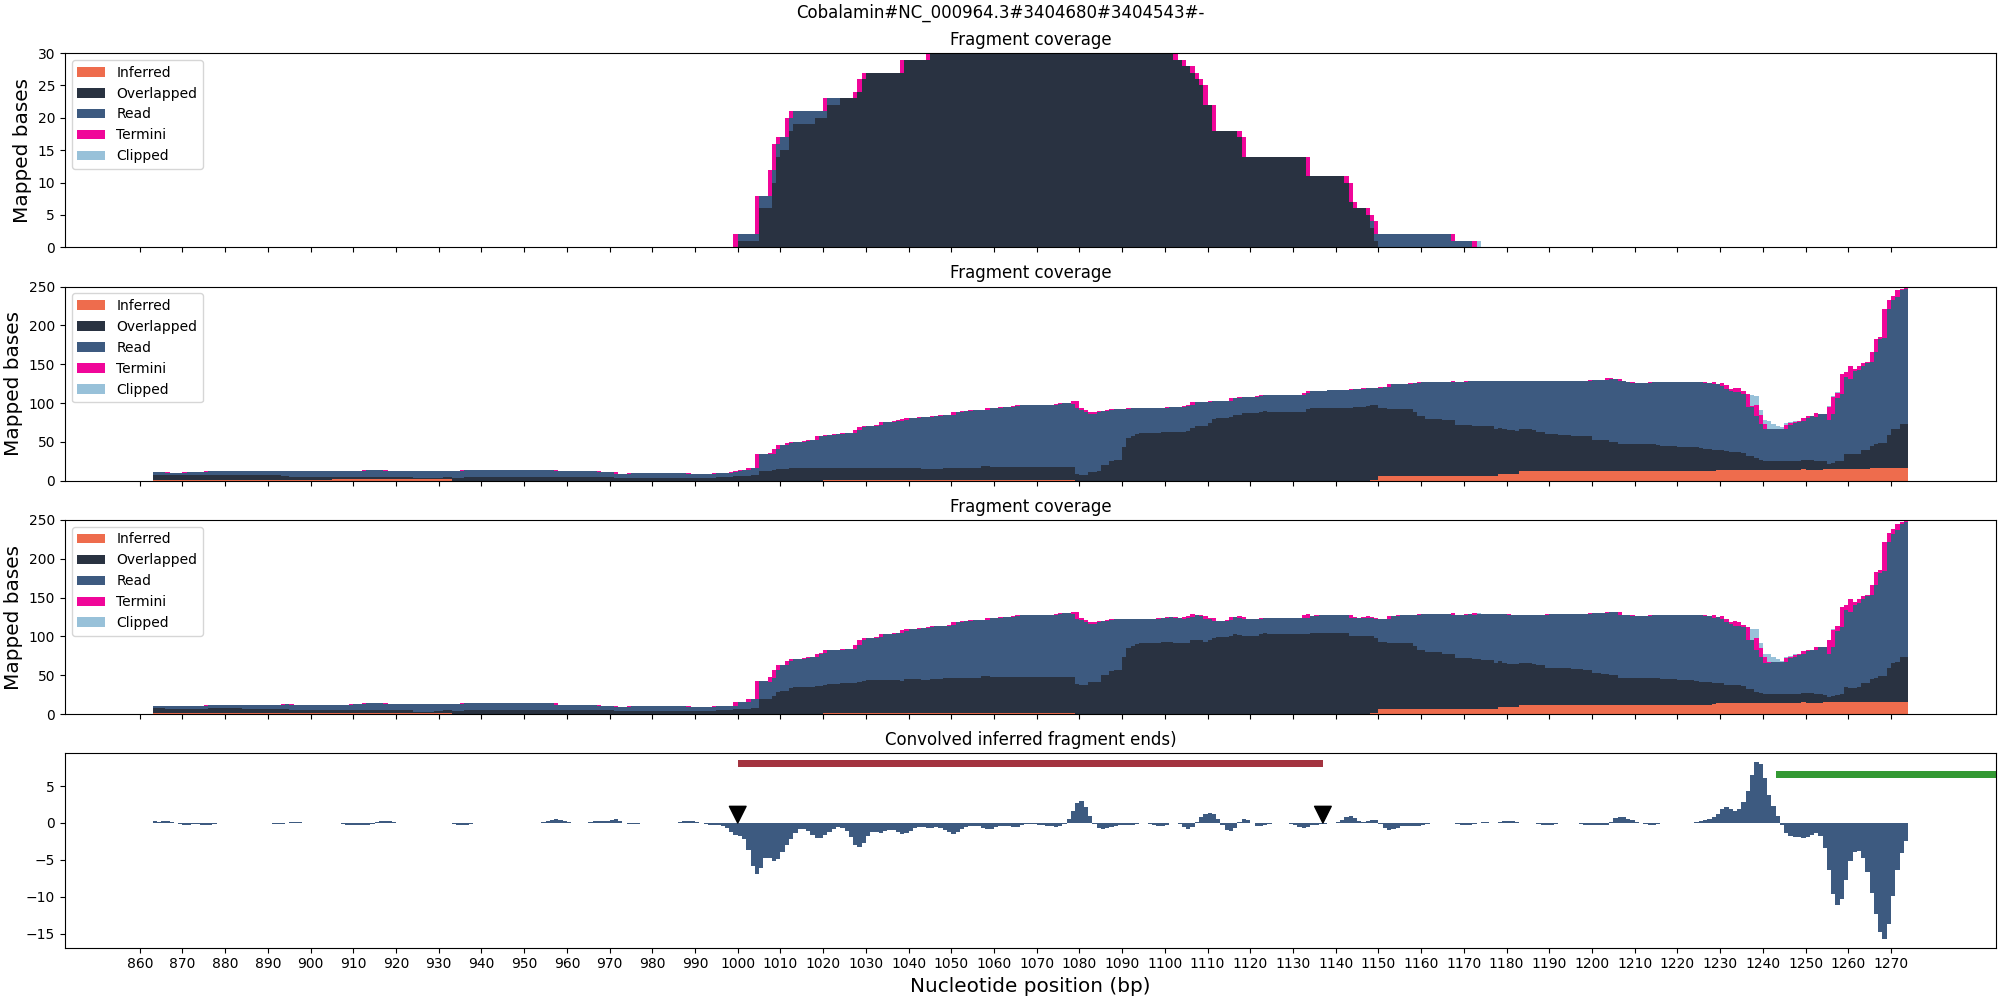 Cobalamin#NC_000964.3#3404680#3404543#-
Fragment coverage
Mapped bases
30
25
20
15
10
5
0
Inferred
Overlapped
Read
Termini
Clipped
Fragment coverage
Mapped bases
250
200
150
100
50
0
Inferred
Overlapped
Read
Termini
Clipped
Fragment coverage
Mapped bases
250
200
150
100
50
0
Inferred
Overlapped
Read
Termini
Clipped
Convolved inferred fragment ends)
5
0
−5
−10
−15
860 870 880 890 900 910 920 930 940 950 960 970 980 990 1000 1010 1020 1030 1040 1050 1060 1070 1080 1090 1100 1110 1120 1130 1140 1150 1160 1170 1180 1190 1200 1210 1220 1230 1240 1250 1260 1270
Nucleotide position (bp)